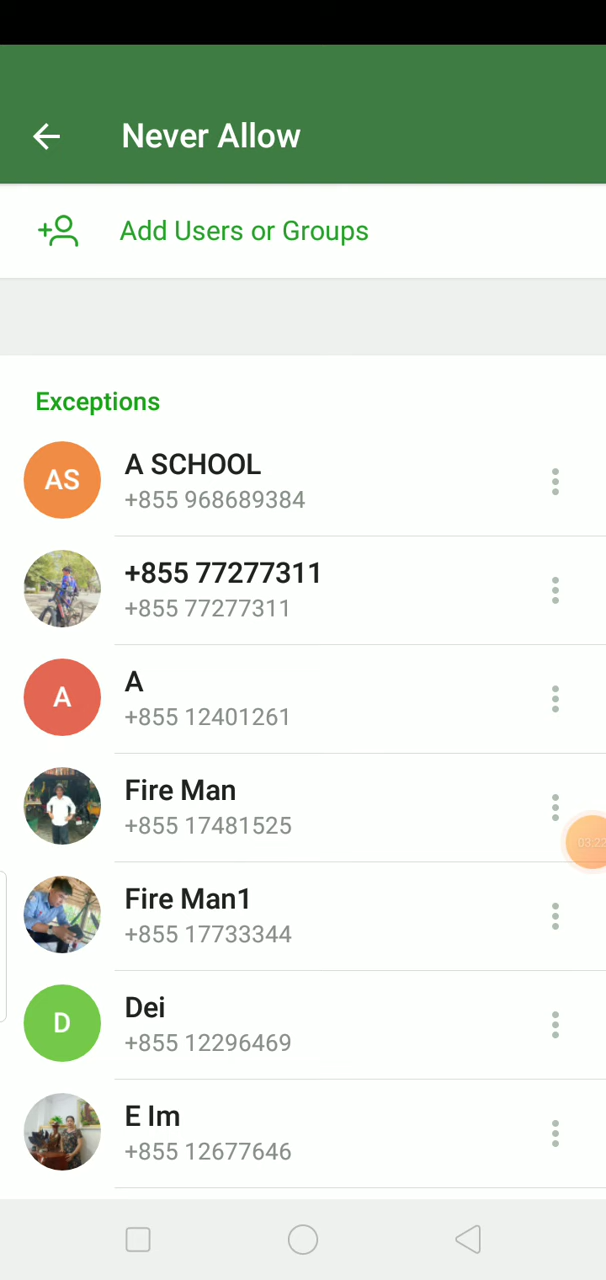 Never Allow
Add Users or Groups
Exceptions
AS
A SCHOOL
+855 968689384
+855 77277311
+855 77277311
A
A
+855 12401261
Fire Man
+855 17481525
Fire Man1
+855 17733344
D
Dei
+855 12296469
E Im
+855 12677646